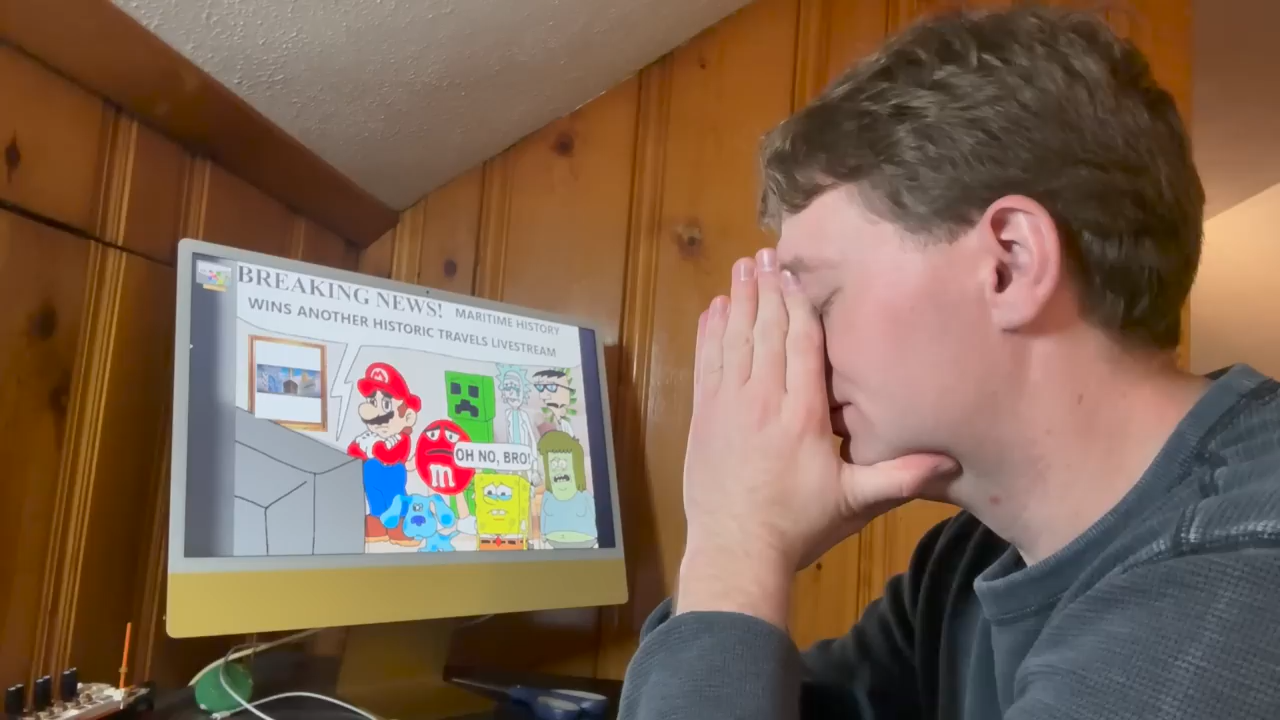 BREAKING NEWS! MARITIME HISTORY
WINS ANOTHER HISTORIC TRAVELS LIVESTREAM
M
m
OH NO, BRO!